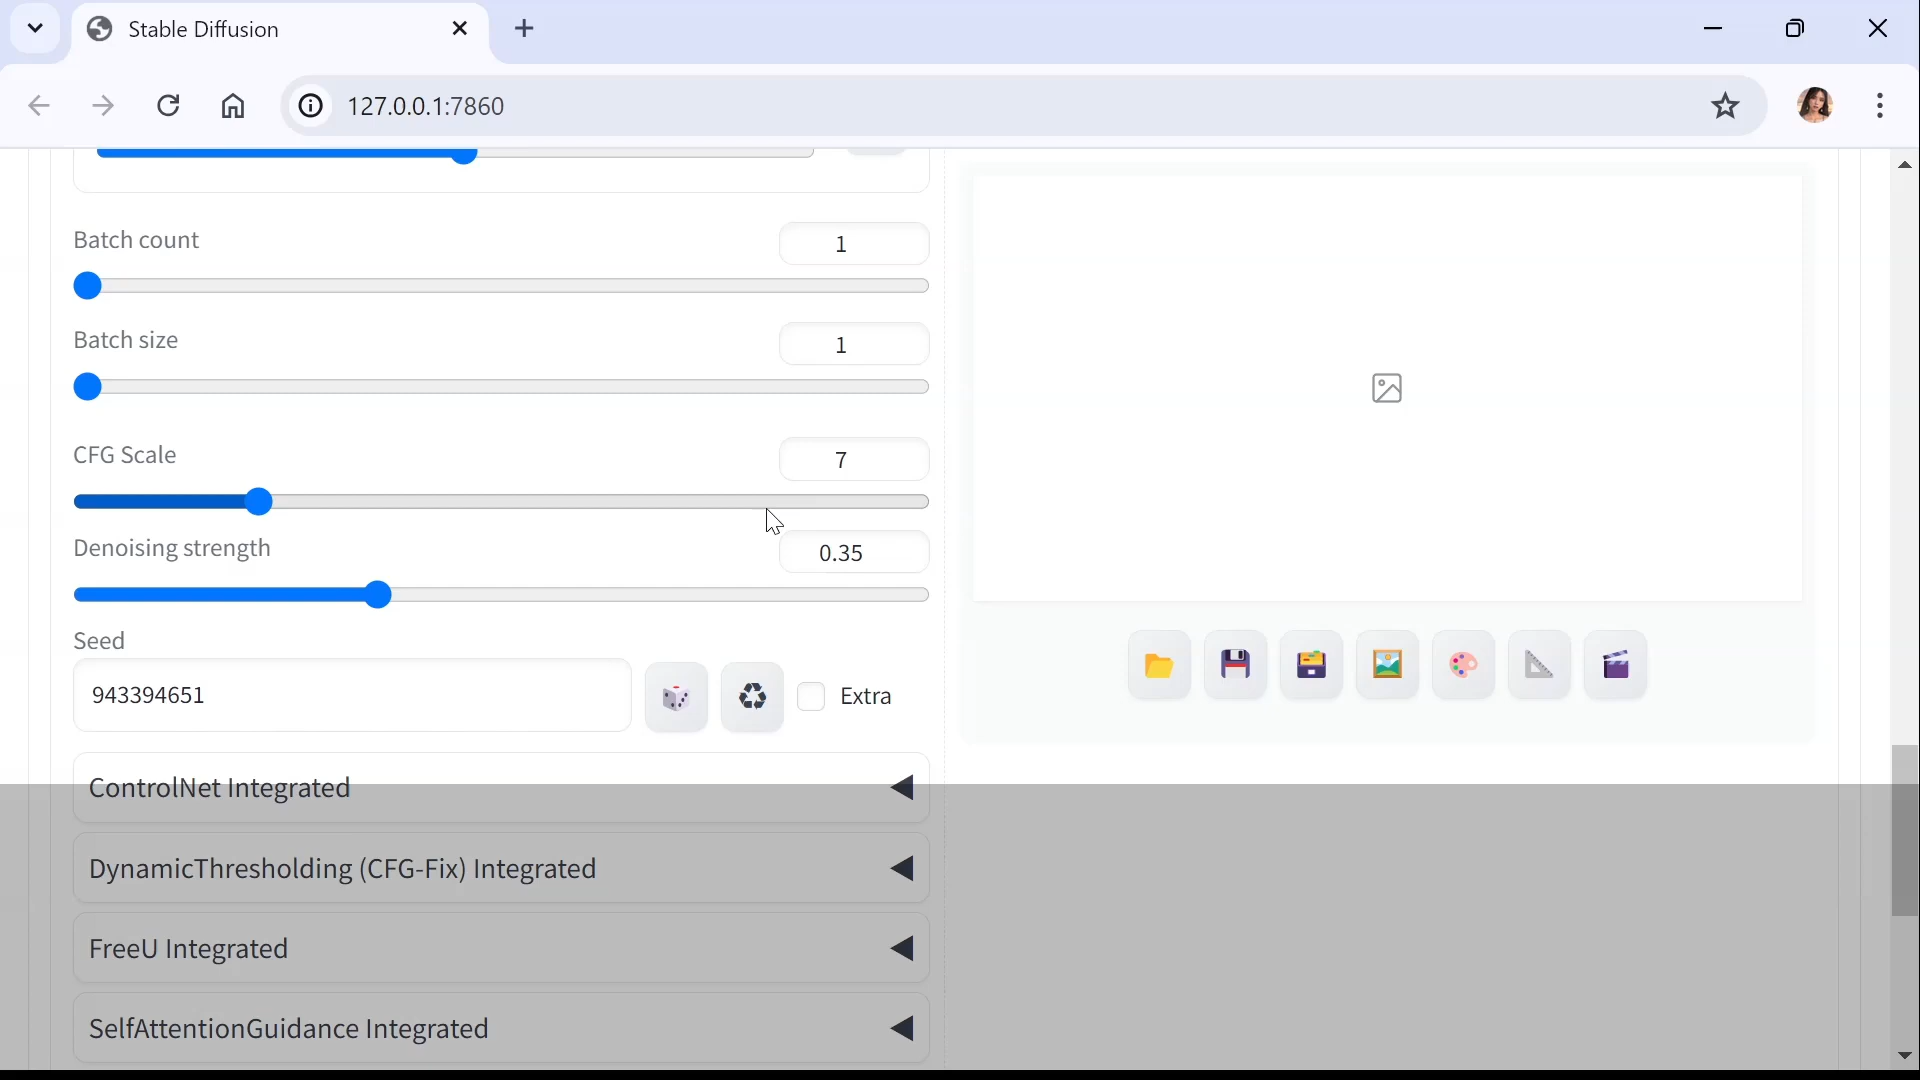 Stable Diffusion
127.0.0.1:7860
Batch count
1
Batch size
1
CFG Scale
7
Denoising strength
0.35
Seed
943394651
Extra
ControlNet Integrated
DynamicThresholding (CFG-Fix) Integrated
FreeU Integrated
SelfAttentionGuidance Integrated